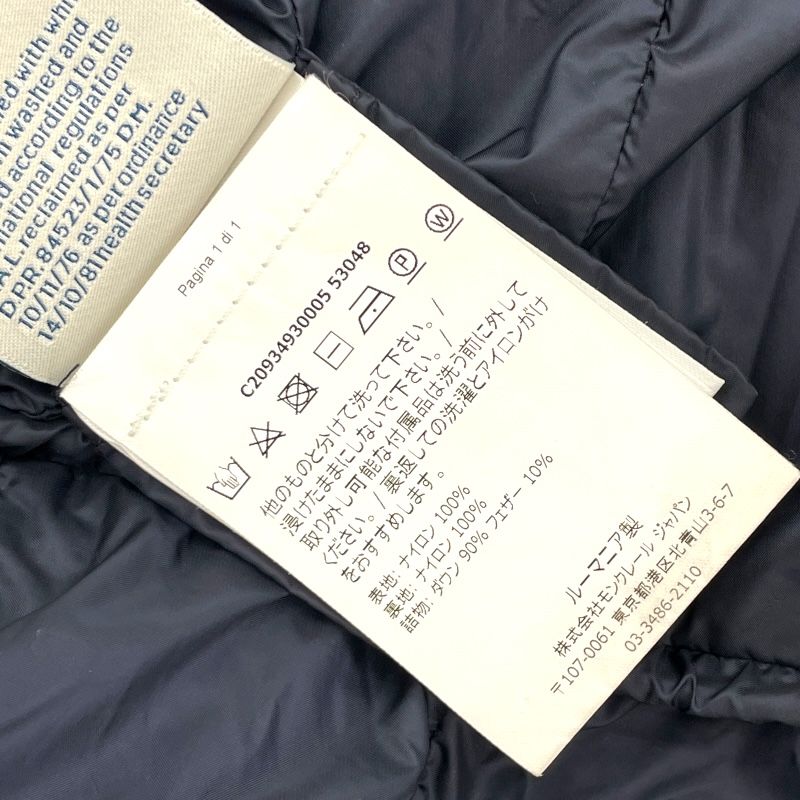 ed with whi
washed and
d according to the
national regulations
A.L reclaimed as per
D.P.R 845 23/1/75 D.M.
10/11/76 as per ordinance
14/10/81 health secretary
Pagina 1 di 1
C20934930005 53048
P
W
他のものと分けて洗って下さい。/
浸けたままにしないで下さい。/
取り外し可能な付属品は洗う前に外して
ください。/裏返しての洗濯とアイロンがけ
をおすすめします。
表地: ナイロン 100%
裏地: ナイロン 100%
詰物: ダウン 90% フェザー 10%
ルーマニア製
株式会社モンクレール ジャパン
〒107-0061 東京都港区北青山3-6-7
03-3486-2110